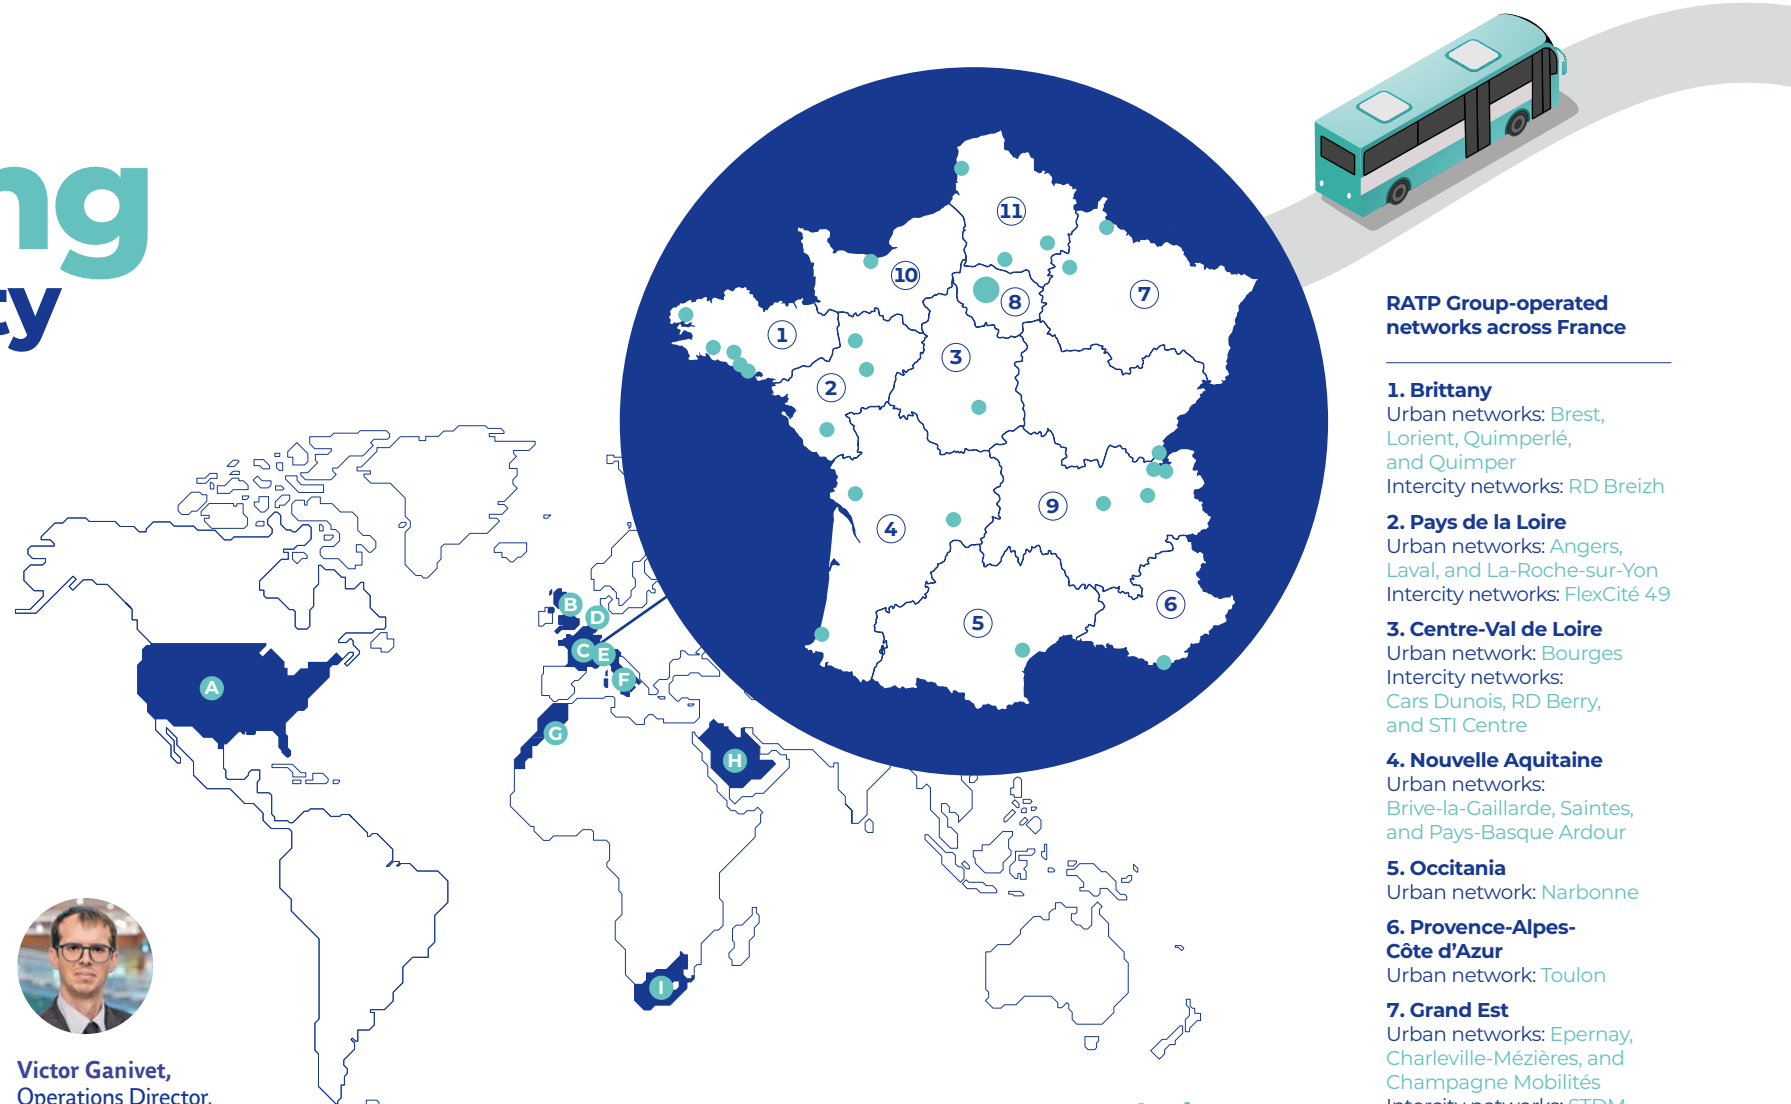 ng
ty
11
10
8
7
1
3
2
9
4
6
5
A
B
D
C
E
F
G
H
I
RATP Group-operated
networks across France
1. Brittany
Urban networks: Brest,
Lorient, Quimperlé,
and Quimper
Intercity networks: RD Breizh
2. Pays de la Loire
Urban networks: Angers,
Laval, and La-Roche-sur-Yon
Intercity networks: FlexCité 49
3. Centre-Val de Loire
Urban network: Bourges
Intercity networks:
Cars Dunois, RD Berry,
and STI Centre
4. Nouvelle Aquitaine
Urban networks:
Brive-la-Gaillarde, Saintes,
and Pays-Basque Ardour
5. Occitania
Urban network: Narbonne
6. Provence-Alpes-
Côte d'Azur
Urban network: Toulon
7. Grand Est
Urban networks: Epernay,
Charleville-Mézières, and
Champagne Mobilités
Intercity networks: STDM
Victor Ganivet,
Operations Director,